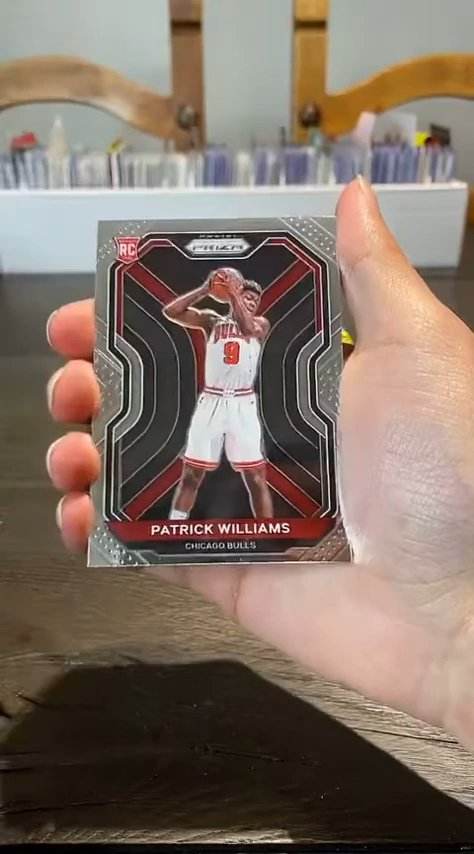 PANINI
PRIZM
RC
BULLS
9
PATRICK WILLIAMS
CHICAGO BULLS